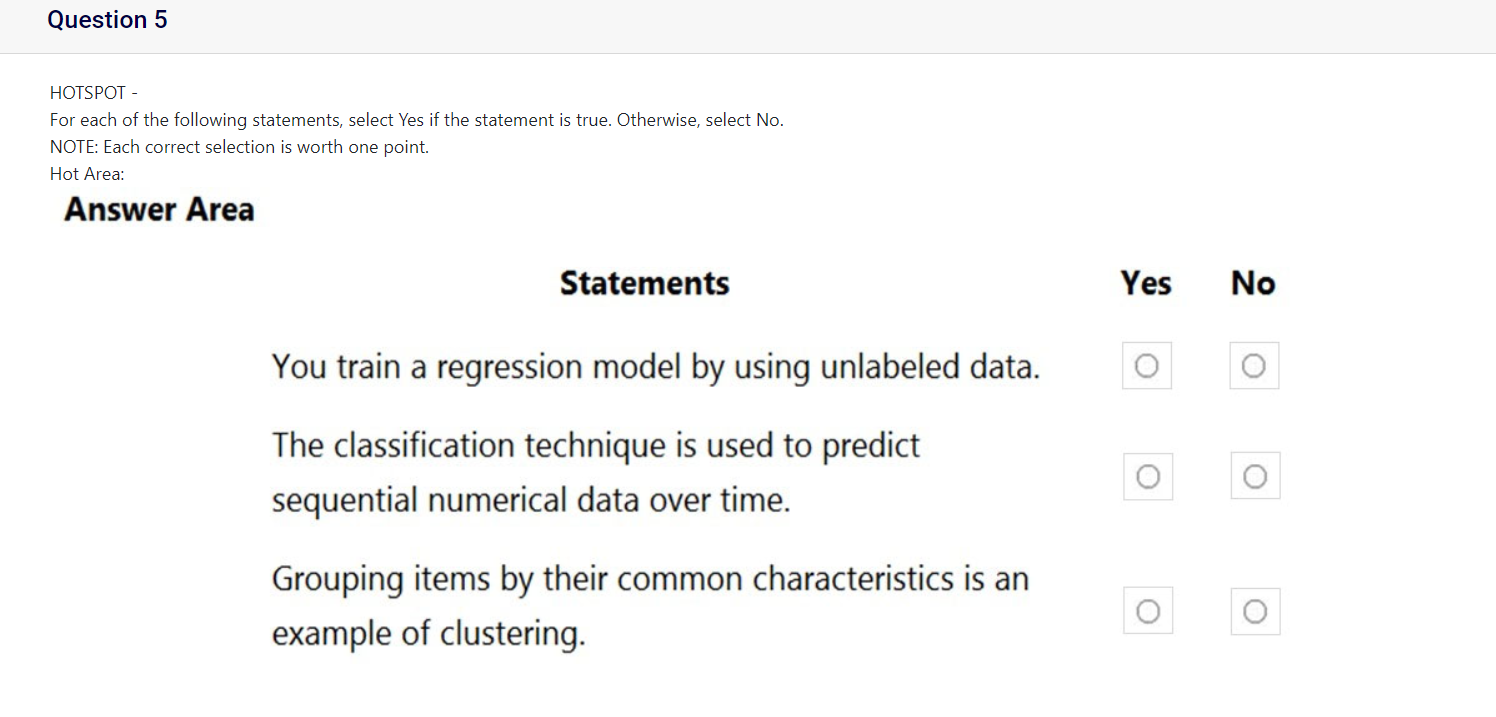 Question 5
HOTSPOT -
For each of the following statements, select Yes if the statement is true. Otherwise, select No.
NOTE: Each correct selection is worth one point.
Hot Area:
Answer Area
Statements Yes No
You train a regression model by using unlabeled data.
The classification technique is used to predict
sequential numerical data over time.
Grouping items by their common characteristics is an
example of clustering.